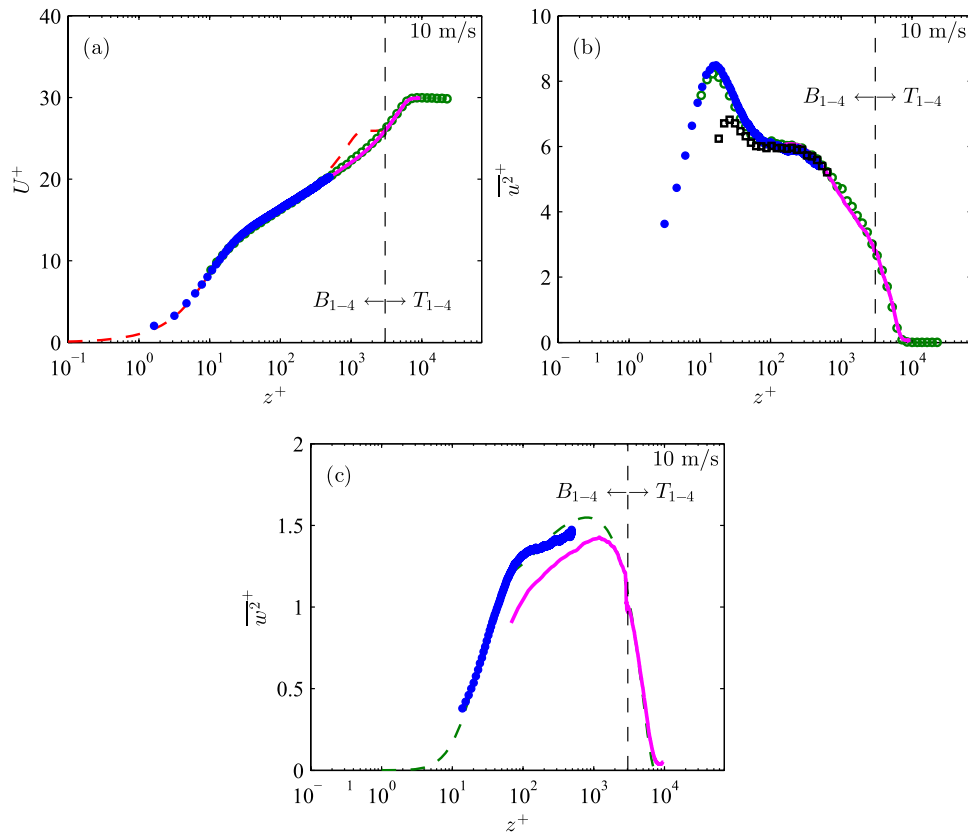 (a)
10 m/s
40
30
20
10
0
U⁺
B₁₋₄ ←→ T₁₋₄
10⁻¹ 10⁰ 10¹ 10² 10³ 10⁴
z⁺
(b)
10 m/s
10
8
6
4
2
0
u²⁺
B₁₋₄ ←→ T₁₋₄
10⁻¹ 1 10⁰ 10¹ 10² 10³ 10⁴
z⁺
(c)
10 m/s
2
1.5
1
0.5
0
w²⁺
B₁₋₄ ←→ T₁₋₄
10⁻¹ 1 10⁰ 10¹ 10² 10³ 10⁴
z⁺